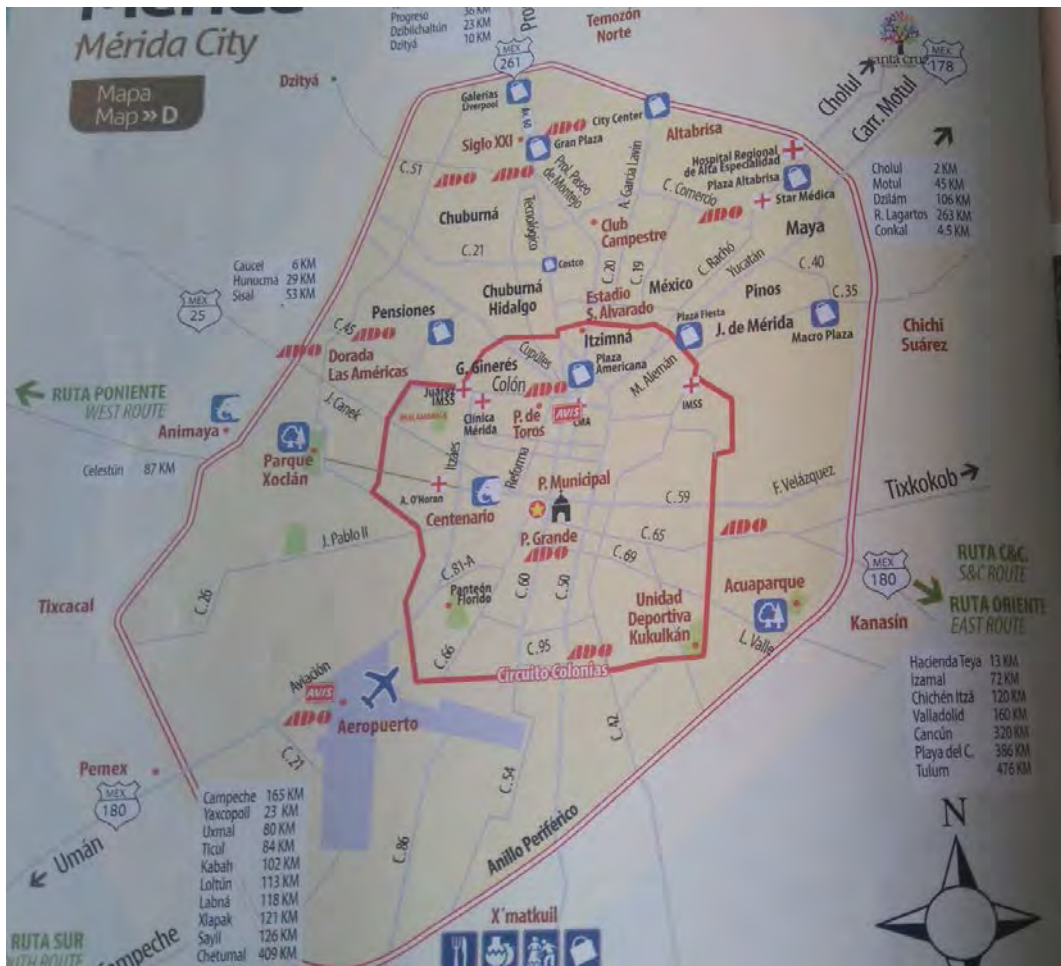 Mérida City
Mapa
Map >> D
Progreso 36 KM
Dzibilchaltún 23 KM
Dzityá 10 KM
Temozón
Norte
MEX
261
santa cruz
MEX
178
Cholul
Carr. Motul
Dzityá
Galerías
Liverpool
Av. 60
City Center
Altabrisa
Siglo XXI
ADO
Gran Plaza
Hospital Regional
de Alta Especialidad
Plaza Altabrisa
Star Médica
Cholul 2 KM
Motul 45 KM
Dzilám 106 KM
R. Lagartos 263 KM
Conkal 4.5 KM
C.51
ADO
ADO
Prol. Paseo
de Montejo
A. García Lavín
C. Comercio
ADO
Chuburná
Tecnológico
Club
Campestre
Maya
C.21
Costco
C.20
C.19
C. Rachó
Yucatán
C.40
Caucel 6 KM
Hunucmá 29 KM
Sisal 53 KM
MEX
25
Chuburná
Hidalgo
México
Pinos
C.35
Pensiones
Estadio
S. Alvarado
Plaza Fiesta
J. de Mérida
Macro Plaza
Chichi
Suárez
C.45
ADO
ADO
Dorada
Las Américas
Itzimná
Cupules
G. Ginerés
Plaza
Americana
M. Alemán
RUTA PONIENTE
WEST ROUTE
Juárez
IMSS
Colón
ADO
IMSS
J. Canek
Clínica
Mérida
P. de
Toros
AVIS
CMA
Animaya
Celestún 87 KM
Parque
Xoclán
Itzáes
Reforma
A. O'Horan
P. Municipal
C.59
F. Velázquez
Tixkokob
Centenario
P. Grande
ADO
C.65
ADO
J. Pablo II
C.69
MEX
180
RUTA C&C.
S&C ROUTE
C.81-A
C.60
C.50
Tixcacal
C.26
Panteón
Florido
Unidad
Deportiva
Kukulkán
Acuaparque
Kanasín
RUTA ORIENTE
EAST ROUTE
L. Valle
C.66
C.95
ADO
Circuito Colonias
Hacienda Teya 13 KM
Izamal 72 KM
Chichén Itzá 120 KM
Valladolid 160 KM
Cancún 320 KM
Playa del C. 386 KM
Tulum 476 KM
Aviación
AVIS
ADO
Aeropuerto
C.42
C.21
C.54
Pemex
MEX
180
Umán
Campeche 165 KM
Yaxcopoil 23 KM
Uxmal 80 KM
Ticul 84 KM
Kabah 102 KM
Loltún 113 KM
Labná 118 KM
Xlapak 121 KM
Sayil 126 KM
Chetumal 409 KM
C.86
Anillo Periférico
N
X'matkuil
RUTA SUR